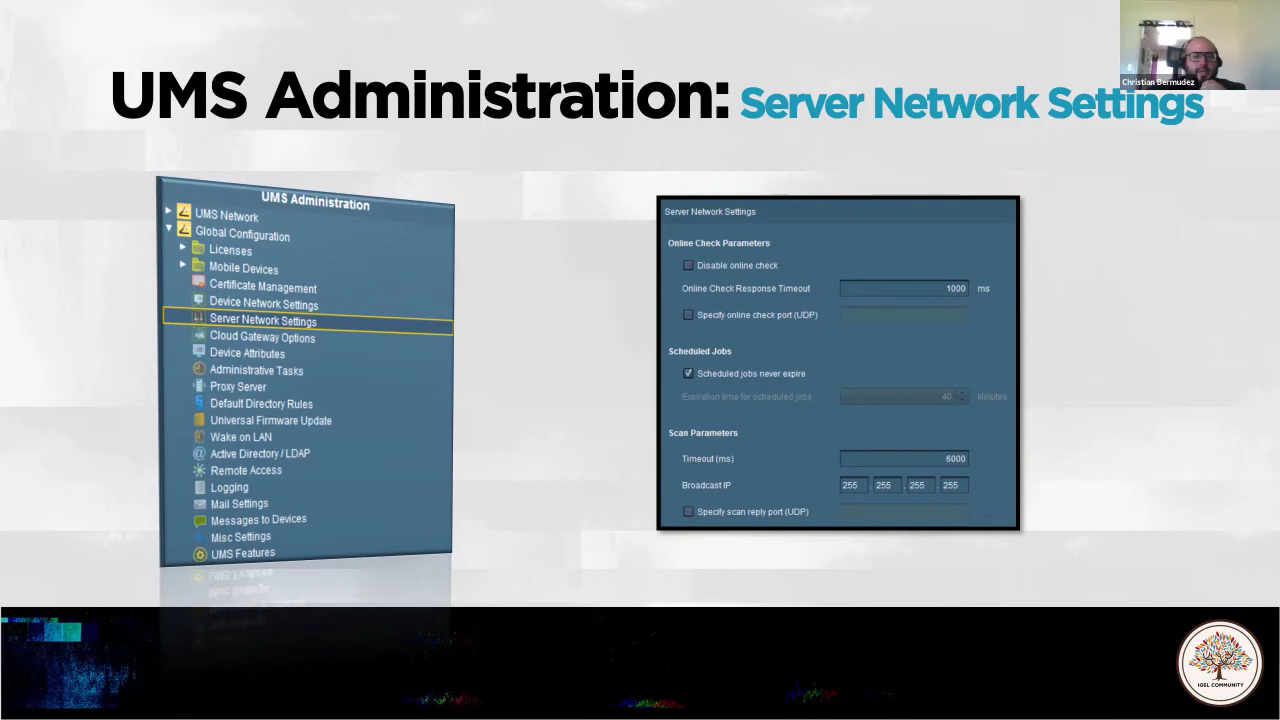 Christian Bermudez
UMS Administration: Server Network Settings
UMS Administration
UMS Network
Global Configuration
Licenses
Mobile Devices
Certificate Management
Device Network Settings
Server Network Settings
Cloud Gateway Options
Device Attributes
Administrative Tasks
Proxy Server
Default Directory Rules
Universal Firmware Update
Wake on LAN
Active Directory / LDAP
Remote Access
Logging
Mail Settings
Messages to Devices
Misc Settings
UMS Features
Server Network Settings
Online Check Parameters
Disable online check
Online Check Response Timeout 1000 ms
Specify online check port (UDP)
Scheduled Jobs
Scheduled jobs never expire
Expiration time for scheduled jobs 40 Minutes
Scan Parameters
Timeout (ms) 6000
Broadcast IP 255 . 255 . 255 . 255
Specify scan reply port (UDP)
IGEL COMMUNITY